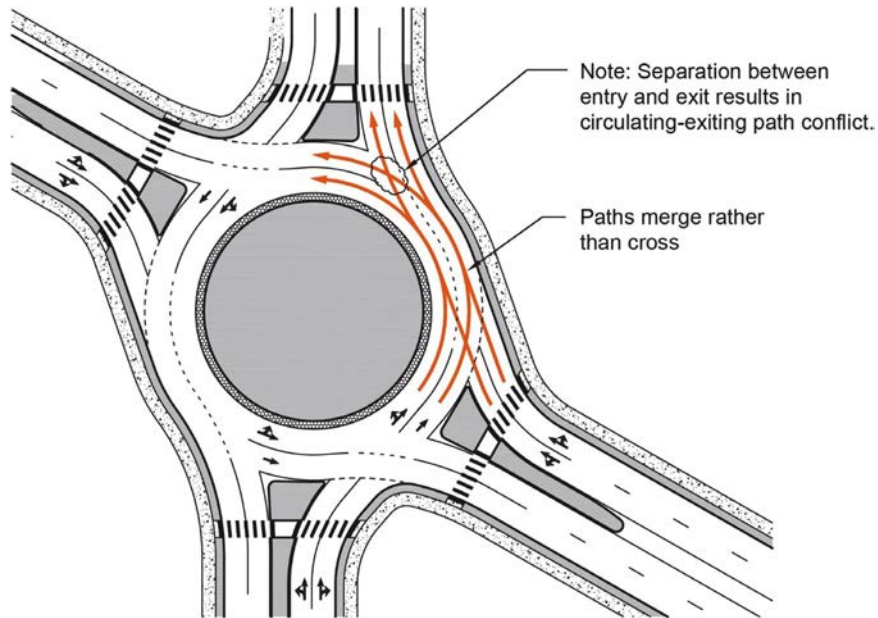 Note: Separation between
entry and exit results in
circulating-exiting path conflict..
Paths merge rather
than cross